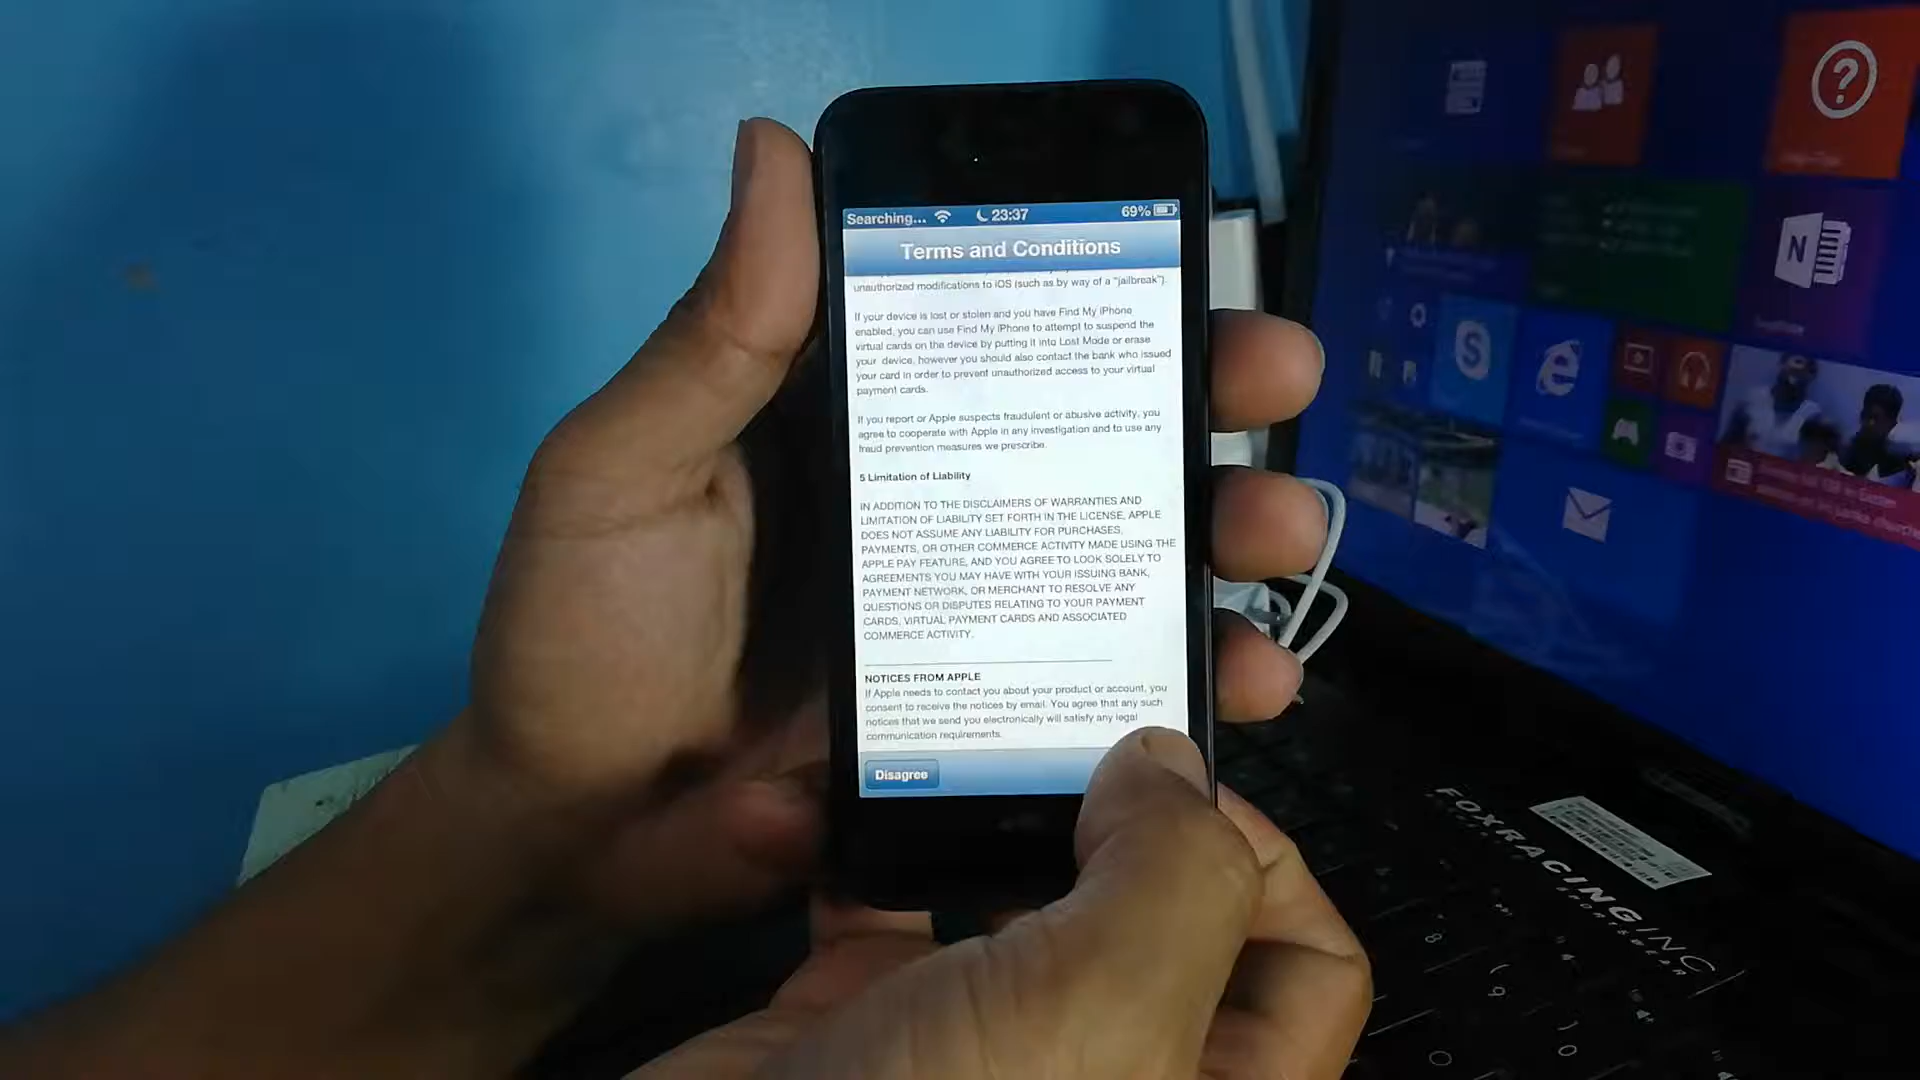 Searching... 23:37 69%
Terms and Conditions
unauthorized modifications to iOS (such as by way of a "jailbreak").
If your device is lost or stolen and you have Find My iPhone
enabled, you can use Find My iPhone to attempt to suspend the
virtual cards on the device by putting it into Lost Mode or erase
your device, however you should also contact the bank who issued
your card in order to prevent unauthorized access to your virtual
payment cards.
If you report or Apple suspects fraudulent or abusive activity, you
agree to cooperate with Apple in any investigation and to use any
fraud prevention measures we prescribe.
5 Limitation of Liability
IN ADDITION TO THE DISCLAIMERS OF WARRANTIES AND
LIMITATION OF LIABILITY SET FORTH IN THE LICENSE, APPLE
DOES NOT ASSUME ANY LIABILITY FOR PURCHASES,
PAYMENTS, OR OTHER COMMERCE ACTIVITY MADE USING THE
APPLE PAY FEATURE, AND YOU AGREE TO LOOK SOLELY TO
AGREEMENTS YOU MAY HAVE WITH YOUR ISSUING BANK,
PAYMENT NETWORK, OR MERCHANT TO RESOLVE ANY
QUESTIONS OR DISPUTES RELATING TO YOUR PAYMENT
CARDS, VIRTUAL PAYMENT CARDS AND ASSOCIATED
COMMERCE ACTIVITY.
NOTICES FROM APPLE
If Apple needs to contact you about your product or account, you
consent to receive the notices by email. You agree that any such
notices that we send you electronically will satisfy any legal
communication requirements.
Disagree
FOXRACINGINC
SPORTSWEAR
8
9
0